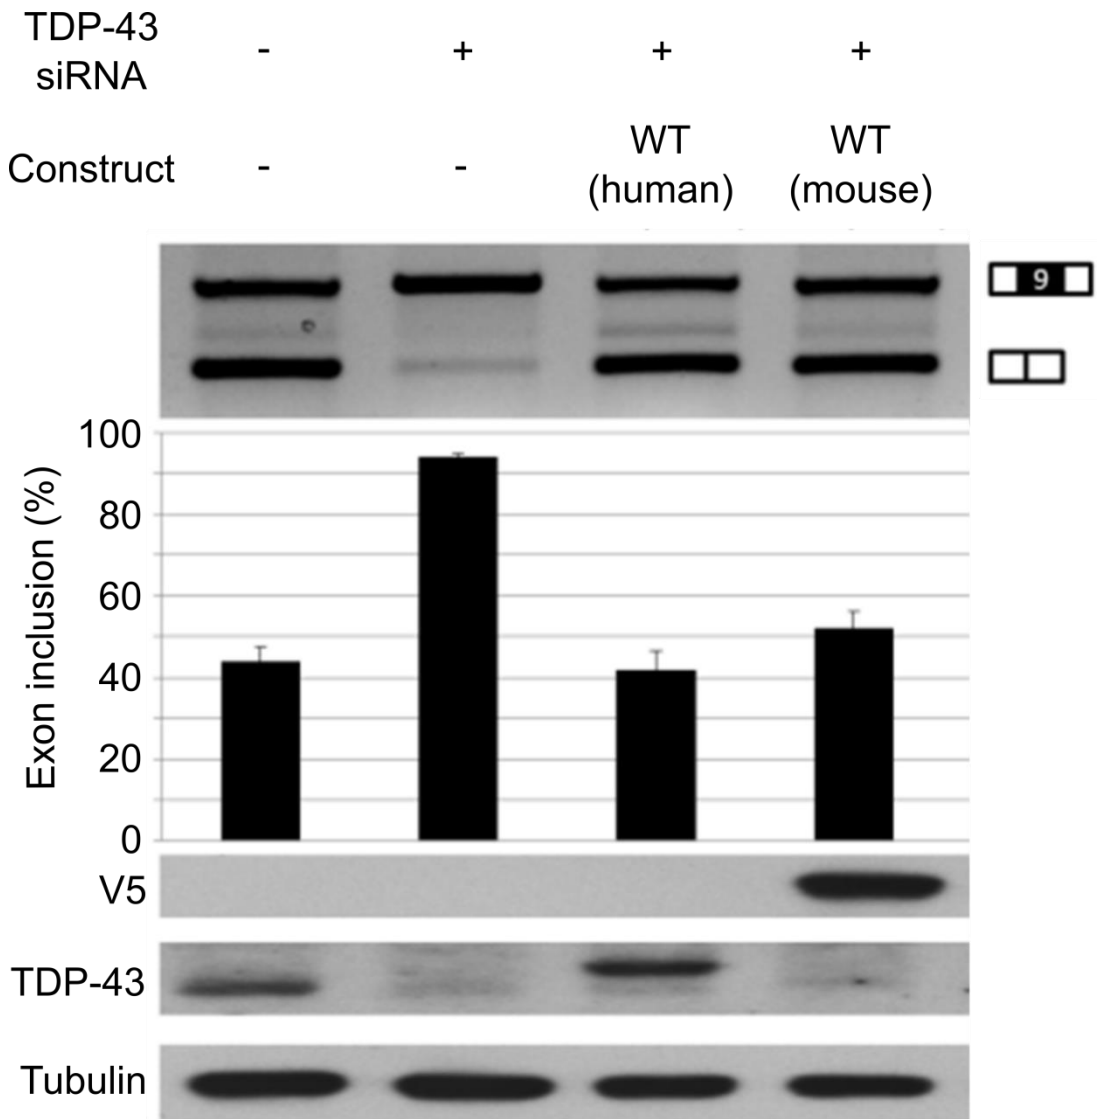 TDP-43
siRNA
- + + +
Construct
- -
WT
(human)
WT
(mouse)
9
Exon inclusion (%)
100
80
60
40
20
0
V5
TDP-43
Tubulin